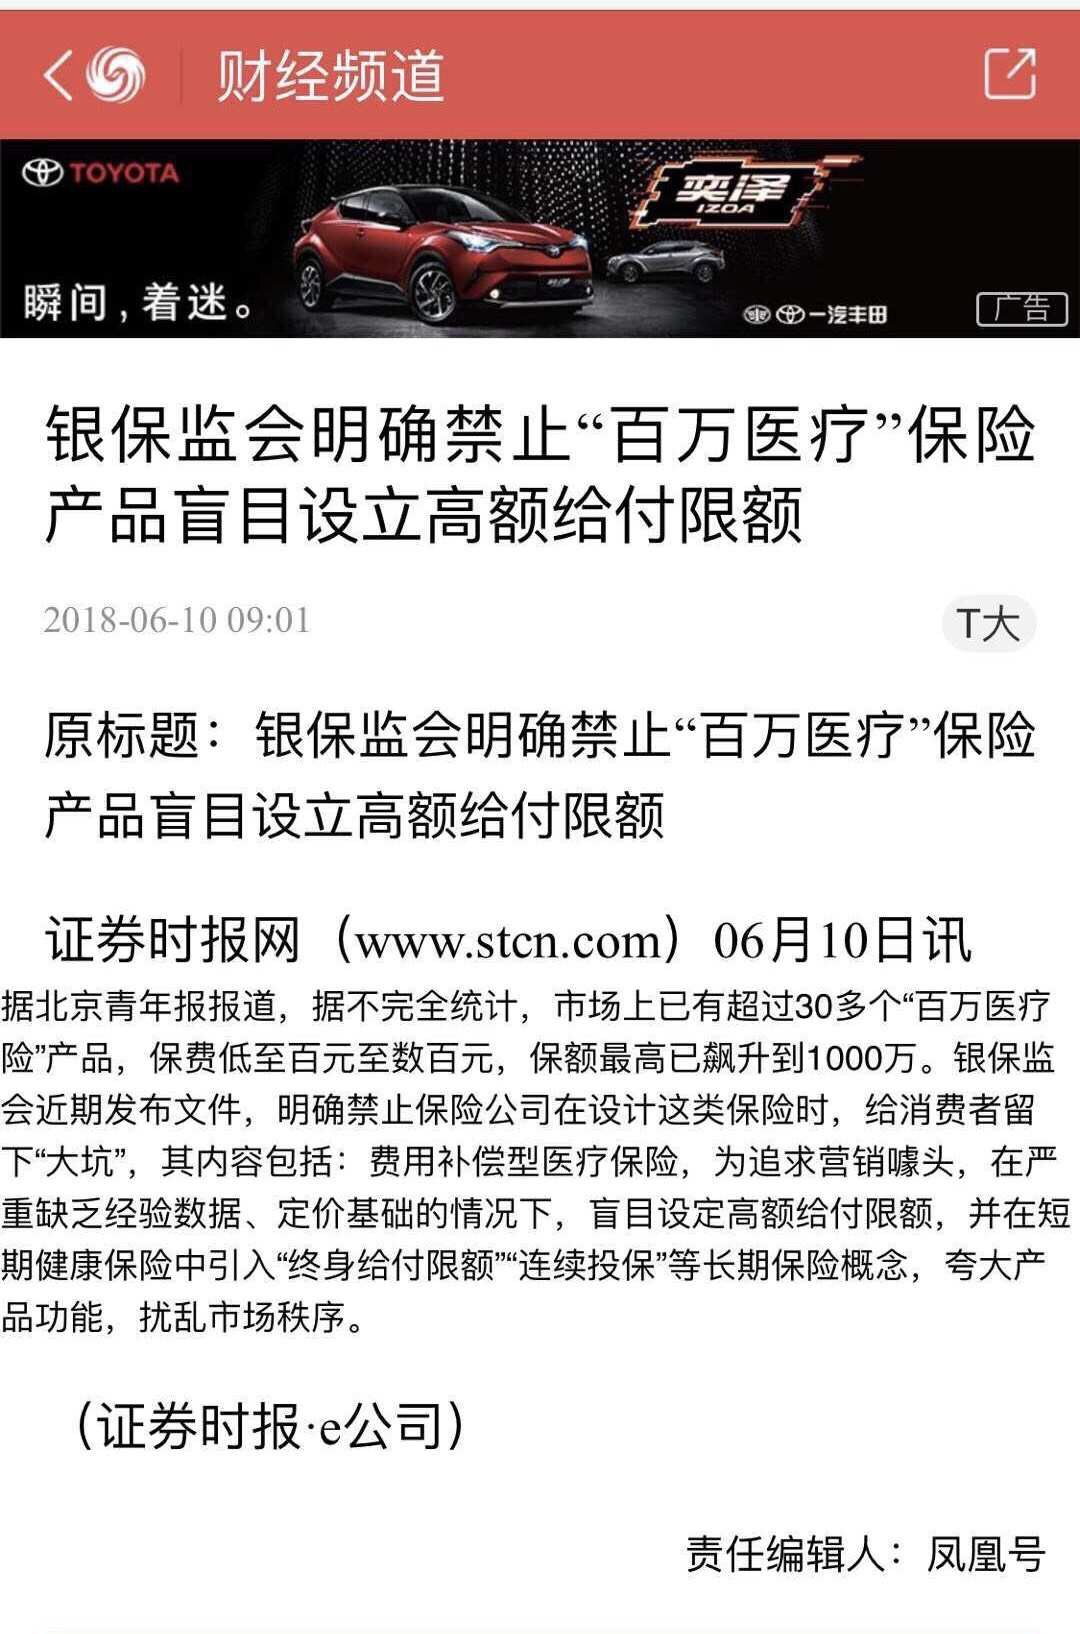 财经频道
TOYOTA
奕泽
IZOA
瞬间，着迷。
一汽丰田
广告
银保监会明确禁止“百万医疗”保险
产品盲目设立高额给付限额
2018-06-10 09:01
T大
原标题：银保监会明确禁止“百万医疗”保险
产品盲目设立高额给付限额
证券时报网（www.stcn.com）06月10日讯
据北京青年报报道，据不完全统计，市场上已有超过30多个“百万医疗
险”产品，保费低至百元至数百元，保额最高已飙升到1000万。银保监
会近期发布文件，明确禁止保险公司在设计这类保险时，给消费者留
下“大坑”，其内容包括：费用补偿型医疗保险，为追求营销噱头，在严
重缺乏经验数据、定价基础的情况下，盲目设定高额给付限额，并在短
期健康保险中引入“终身给付限额”“连续投保”等长期保险概念，夸大产
品功能，扰乱市场秩序。
（证券时报·e公司）
责任编辑人：凤凰号